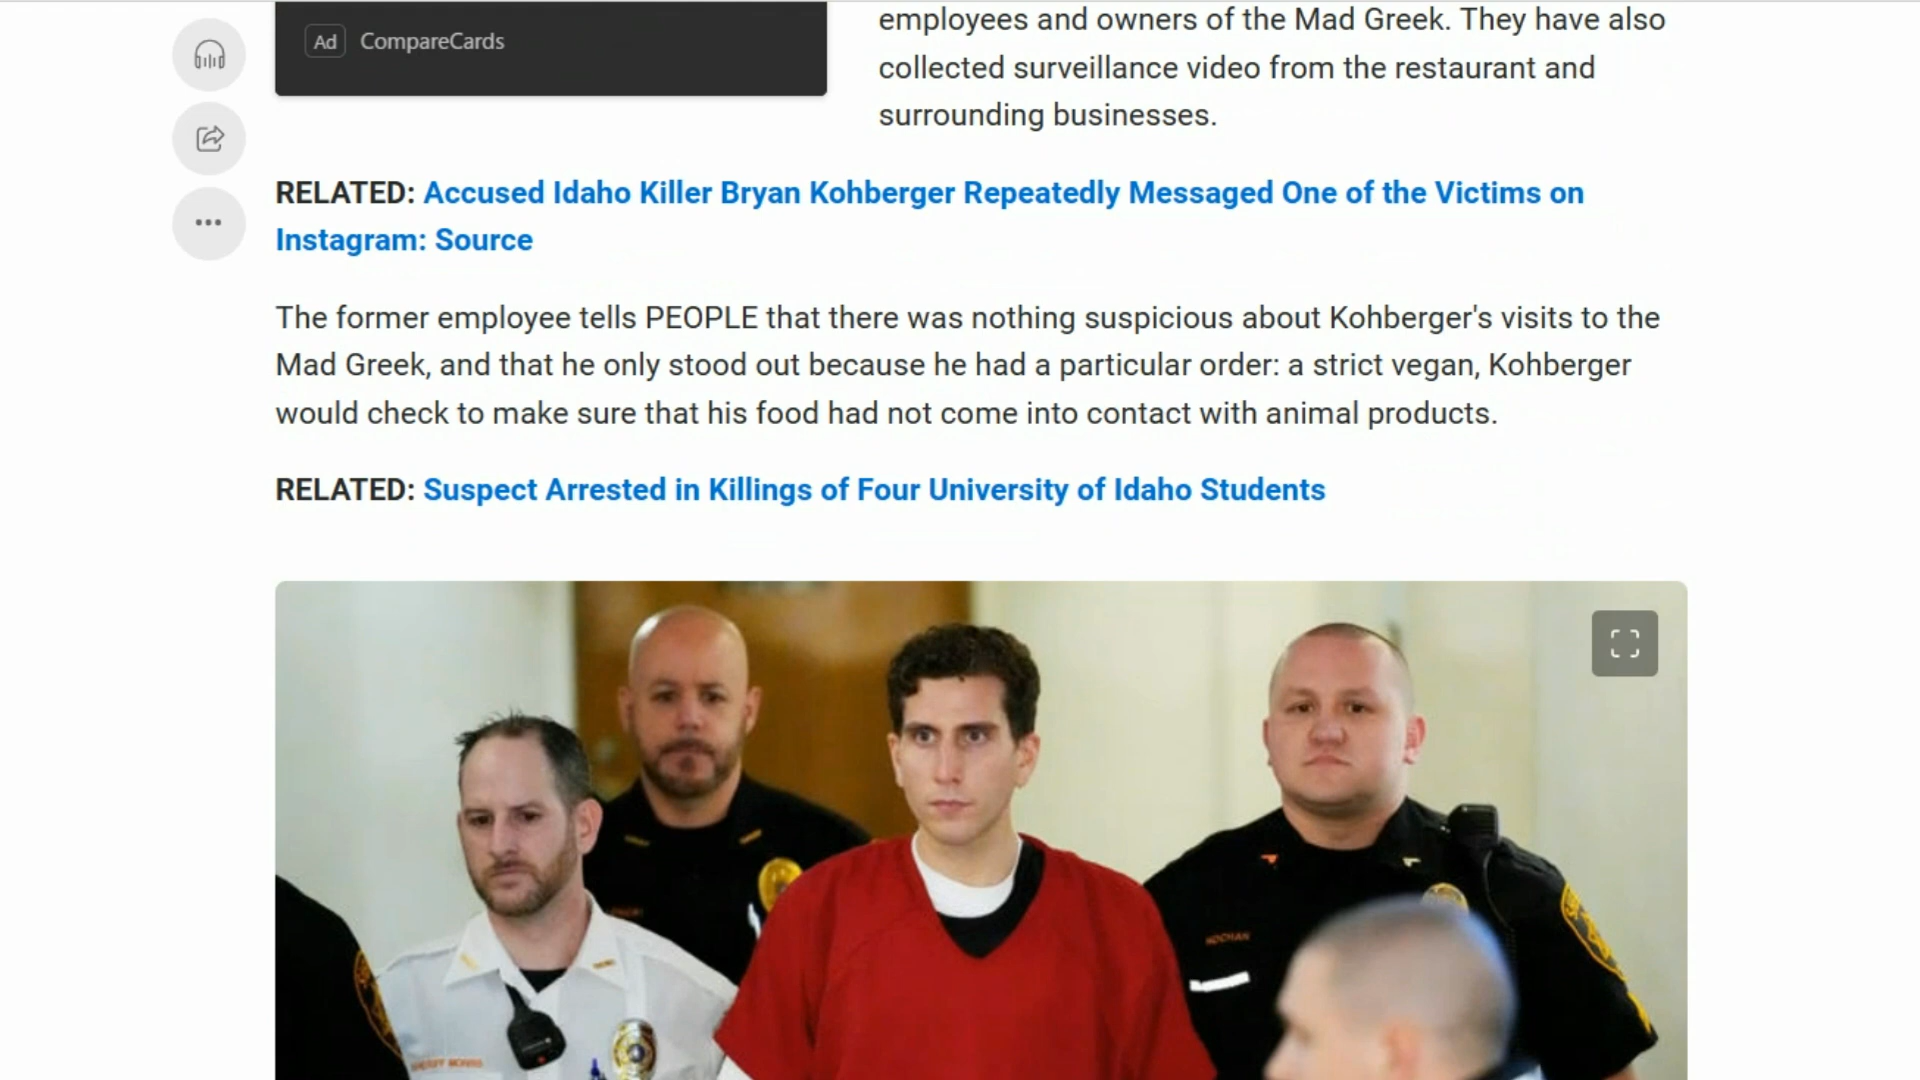 Ad CompareCards
employees and owners of the Mad Greek. They have also
collected surveillance video from the restaurant and
surrounding businesses.
RELATED: Accused Idaho Killer Bryan Kohberger Repeatedly Messaged One of the Victims on
Instagram: Source
The former employee tells PEOPLE that there was nothing suspicious about Kohberger's visits to the
Mad Greek, and that he only stood out because he had a particular order: a strict vegan, Kohberger
would check to make sure that his food had not come into contact with animal products.
RELATED: Suspect Arrested in Killings of Four University of Idaho Students